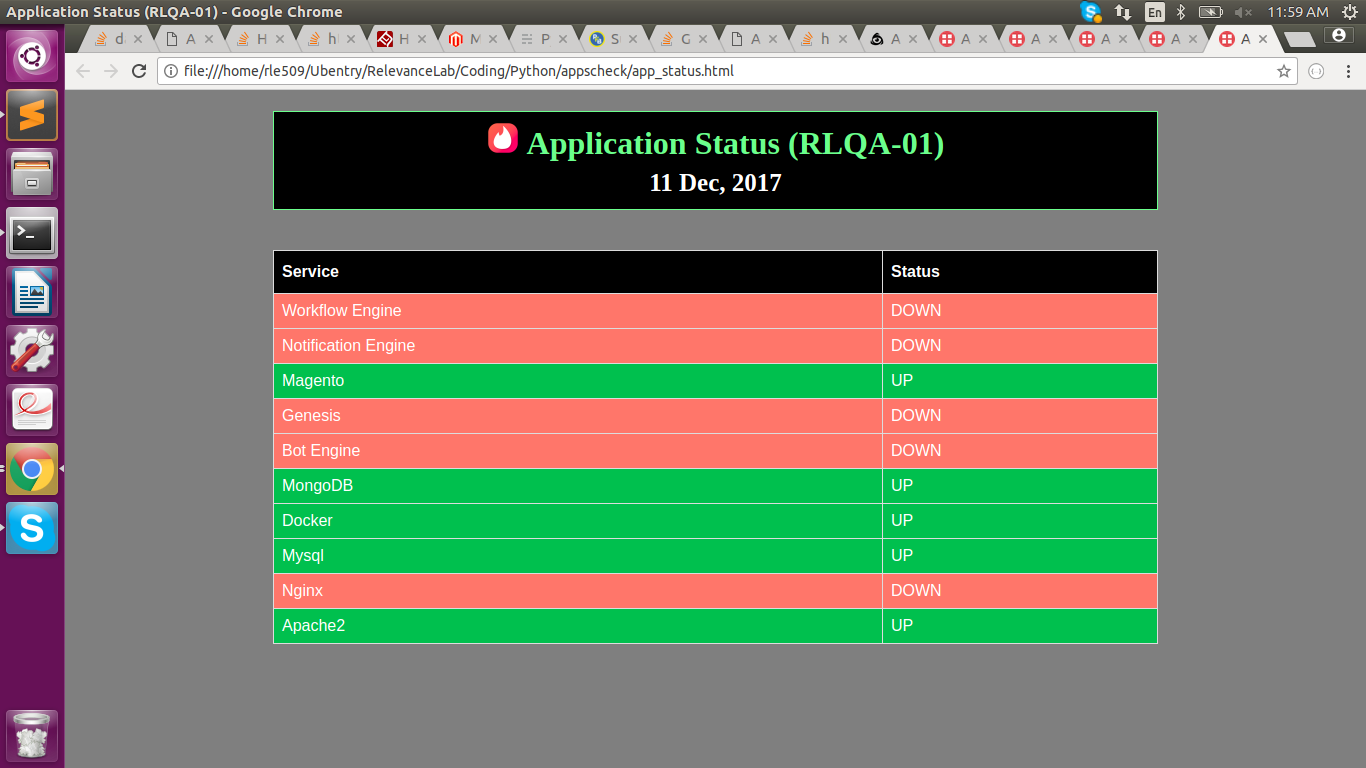 Application Status (RLQA-01) - Google Chrome
En
11:59 AM
d
A
H
h
H
M
P
S
G
A
h
A
A
A
A
A
A
file:///home/rle509/Ubentry/RelevanceLab/Coding/Python/appscheck/app_status.html
Application Status (RLQA-01)
11 Dec, 2017
Service Status
Workflow Engine DOWN
Notification Engine DOWN
Magento UP
Genesis DOWN
Bot Engine DOWN
MongoDB UP
Docker UP
Mysql UP
Nginx DOWN
Apache2 UP